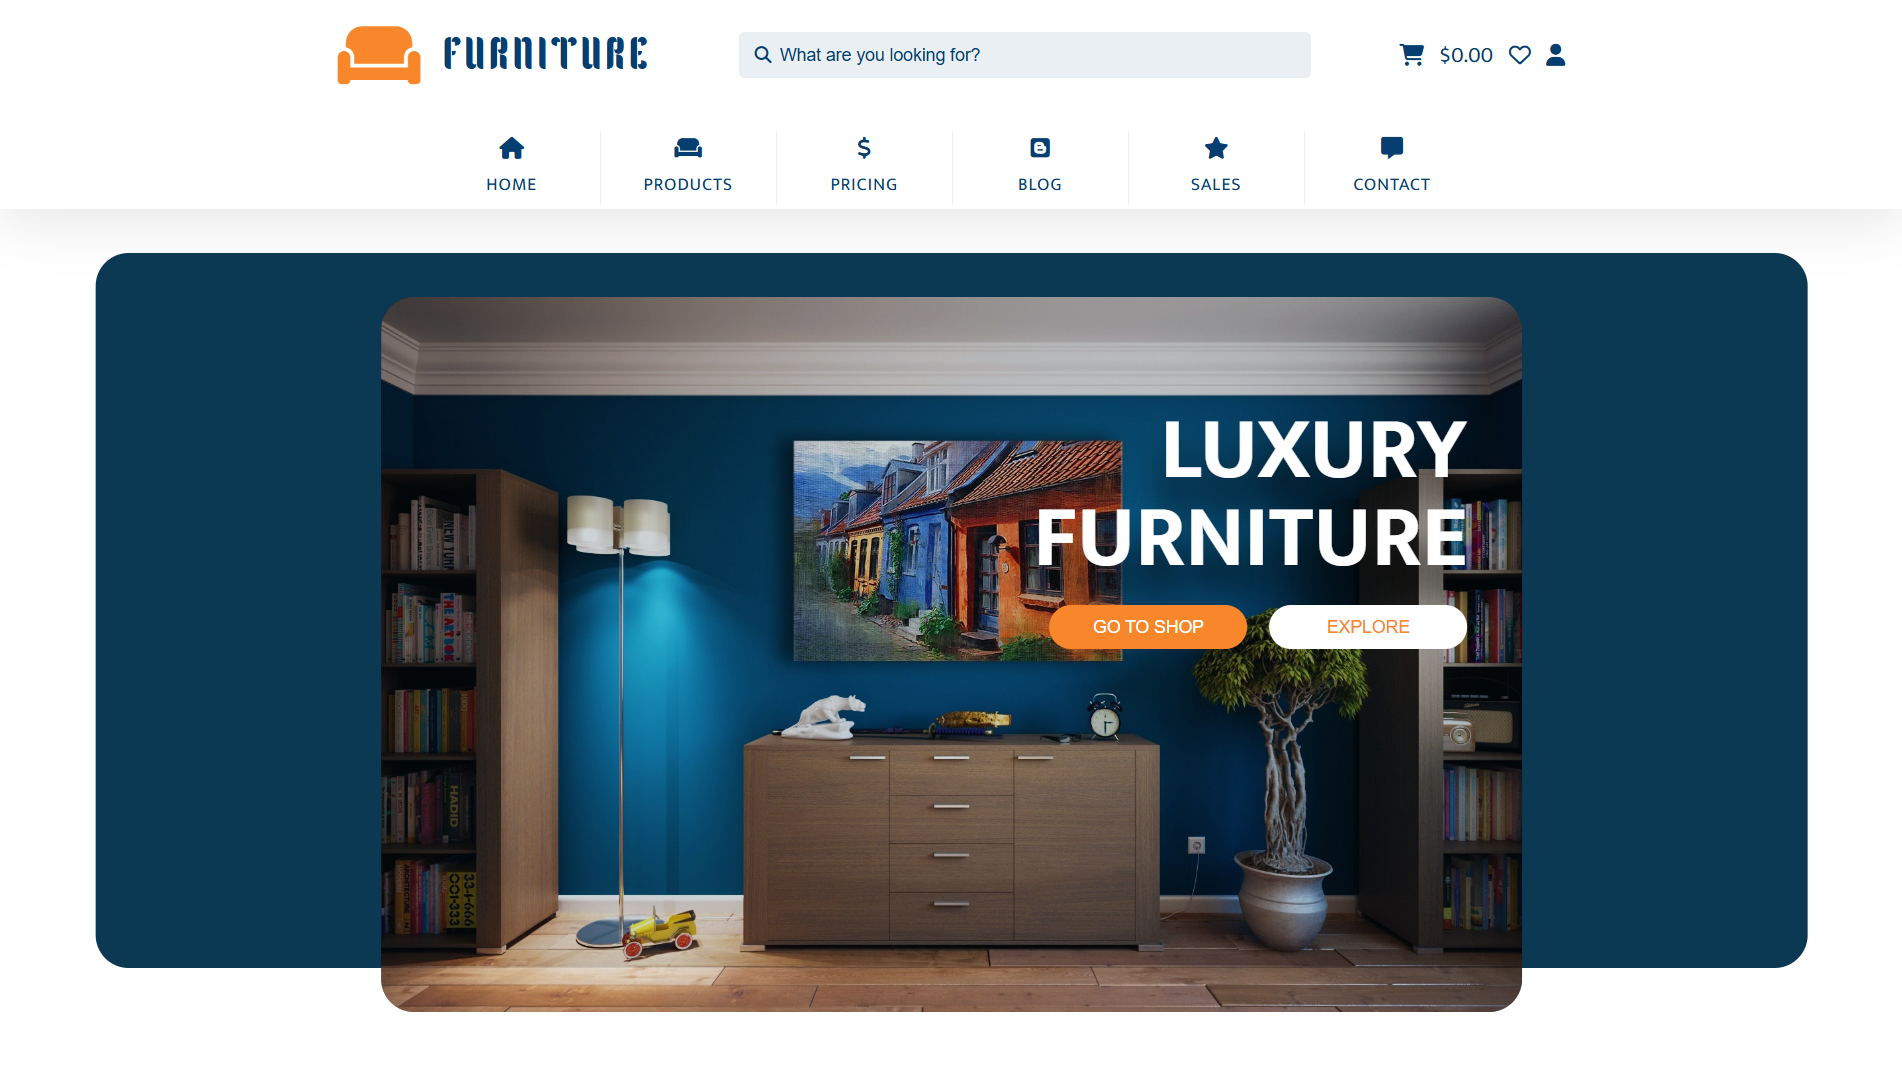 FURNITURE
What are you looking for?
$0.00
HOME
PRODUCTS
PRICING
BLOG
SALES
CONTACT
LUXURY
FURNITURE
GO TO SHOP
EXPLORE
HADID